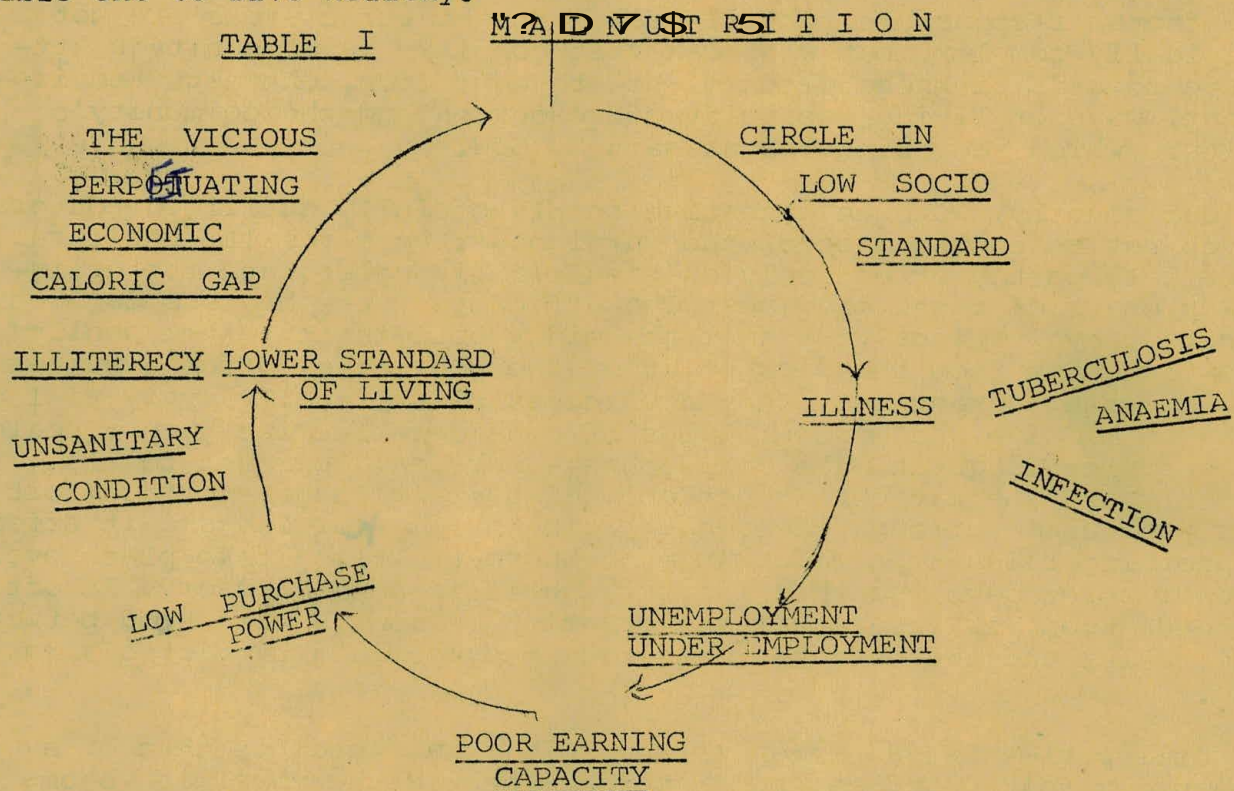 TABLE I
THE VICIOUS
CIRCLE IN
PERPETUATING
LOW SOCIO
ECONOMIC
STANDARD
CALORIC GAP
ILLITERECY LOWER STANDARD
OF LIVING
UNSANITARY
CONDITION
ILLNESS
TUBERCULOSIS
ANAEMIA
INFECTION
LOW PURCHASE
POWER
UNEMPLOYMENT
UNDER EMPLOYMENT
POOR EARNING
CAPACITY